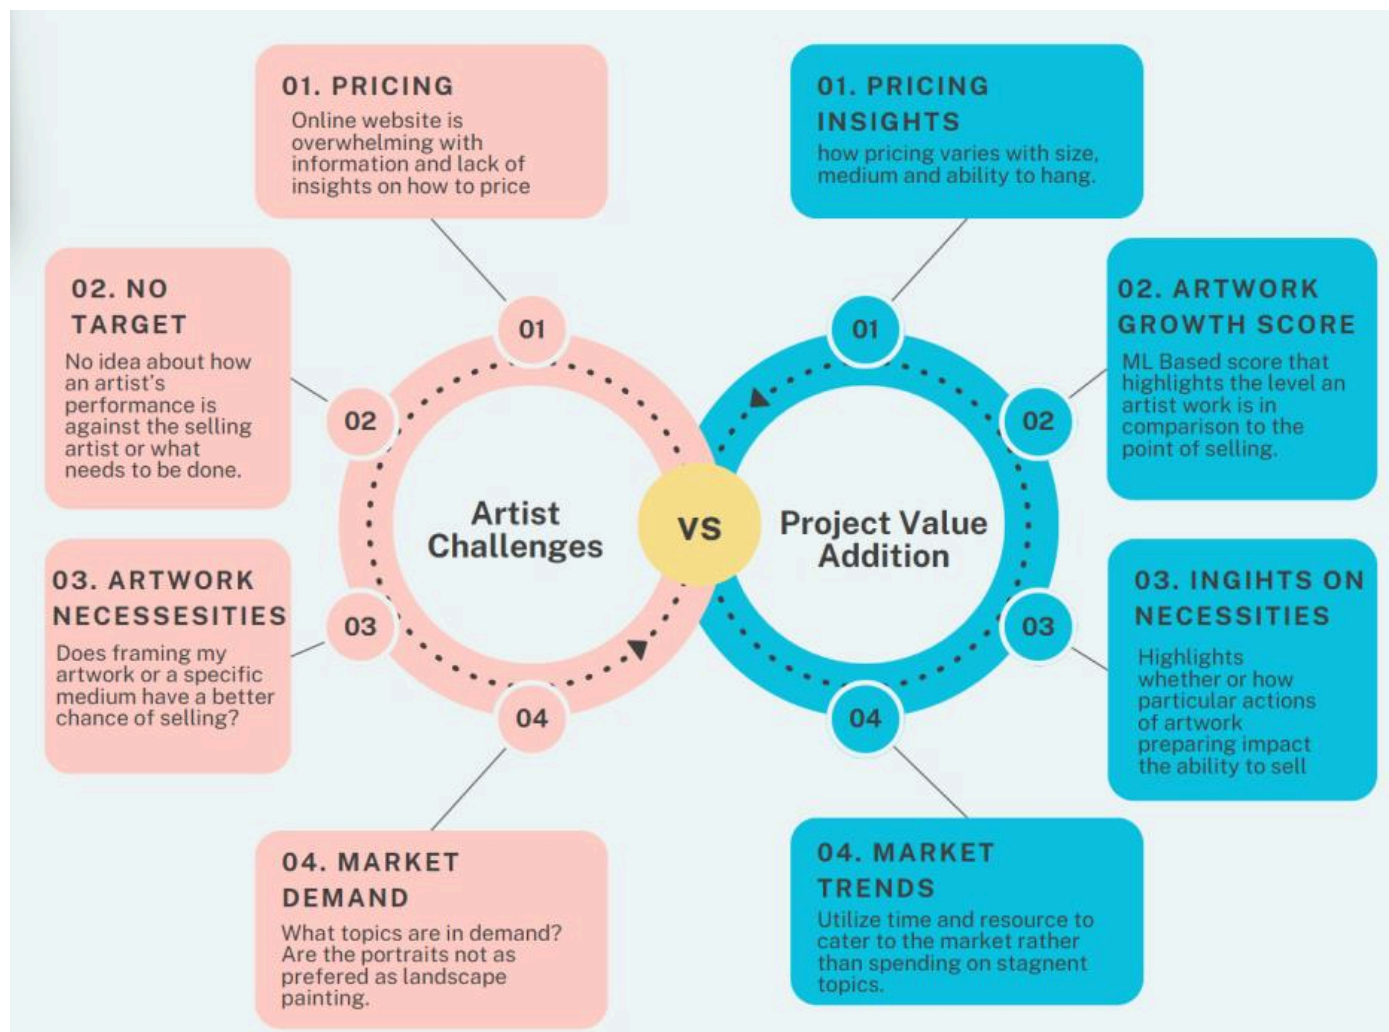 01. PRICING
Online website is
overwhelming with
information and lack of
insights on how to price
02. NO
TARGET
No idea about how
an artist's
performance is
against the selling
artist or what
needs to be done.
03. ARTWORK
NECESSESITIES
Does framing my
artwork or a specific
medium have a better
chance of selling?
04. MARKET
DEMAND
What topics are in demand?
Are the portraits not as
prefered as landscape
painting.
01
02
03
04
Artist
Challenges
VS
Project Value
Addition
01
02
03
04
01. PRICING
INSIGHTS
how pricing varies with size,
medium and ability to hang.
02. ARTWORK
GROWTH SCORE
ML Based score that
highlights the level an
artist work is in
comparison to the
point of selling.
03. INGIHTS ON
NECESSITIES
Highlights
whether or how
particular actions
of artwork
preparing impact
the ability to sell
04. MARKET
TRENDS
Utilize time and resource to
cater to the market rather
than spending on stagnent
topics.